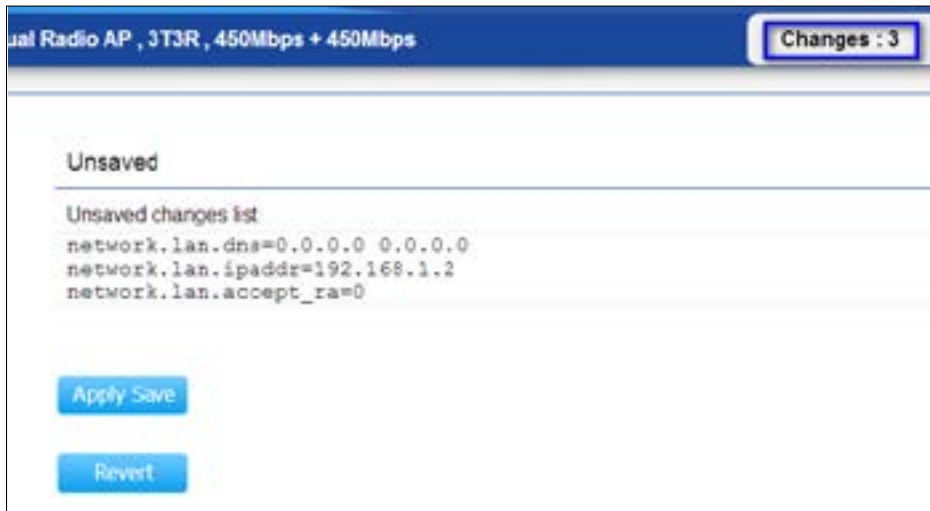 ual Radio AP , 3T3R , 450Mbps + 450Mbps
Changes : 3
Unsaved
Unsaved changes list
network.lan.dns=0.0.0.0 0.0.0.0
network.lan.ipaddr=192.168.1.2
network.lan.accept_ra=0
Apply Save
Revert